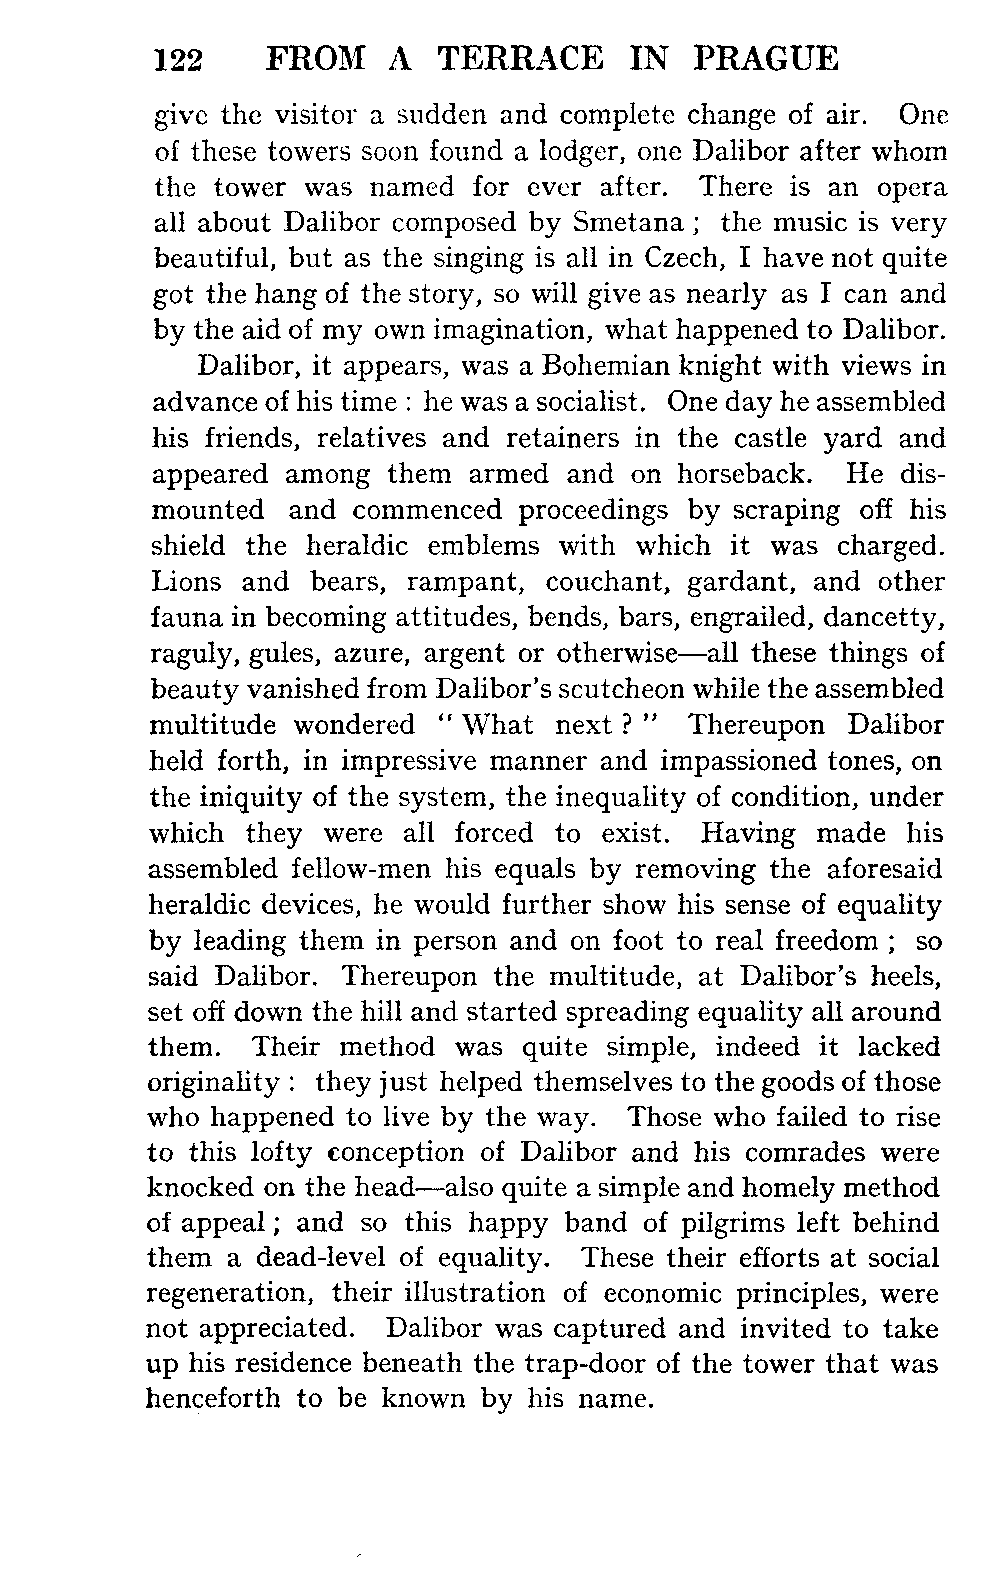 122 FROM A TERRACE IN PRAGUE
give the visitor a sudden and complete change of air. One
of these towers soon found a lodger, one Dalibor after whom
the tower was named for ever after. There is an opera
all about Dalibor composed by Smetana ; the music is very
beautiful, but as the singing is all in Czech, I have not quite
got the hang of the story, so will give as nearly as I can and
by the aid of my own imagination, what happened to Dalibor.
Dalibor, it appears, was a Bohemian knight with views in
advance of his time : he was a socialist. One day he assembled
his friends, relatives and retainers in the castle yard and
appeared among them armed and on horseback. He dis-
mounted and commenced proceedings by scraping off his
shield the heraldic emblems with which it was charged.
Lions and bears, rampant, couchant, gardant, and other
fauna in becoming attitudes, bends, bars, engrailed, dancetty,
raguly, gules, azure, argent or otherwise—all these things of
beauty vanished from Dalibor's scutcheon while the assembled
multitude wondered " What next ? " Thereupon Dalibor
held forth, in impressive manner and impassioned tones, on
the iniquity of the system, the inequality of condition, under
which they were all forced to exist. Having made his
assembled fellow-men his equals by removing the aforesaid
heraldic devices, he would further show his sense of equality
by leading them in person and on foot to real freedom ; so
said Dalibor. Thereupon the multitude, at Dalibor's heels,
set off down the hill and started spreading equality all around
them. Their method was quite simple, indeed it lacked
originality : they just helped themselves to the goods of those
who happened to live by the way. Those who failed to rise
to this lofty conception of Dalibor and his comrades were
knocked on the head—also quite a simple and homely method
of appeal ; and so this happy band of pilgrims left behind
them a dead-level of equality. These their efforts at social
regeneration, their illustration of economic principles, were
not appreciated. Dalibor was captured and invited to take
up his residence beneath the trap-door of the tower that was
henceforth to be known by his name.